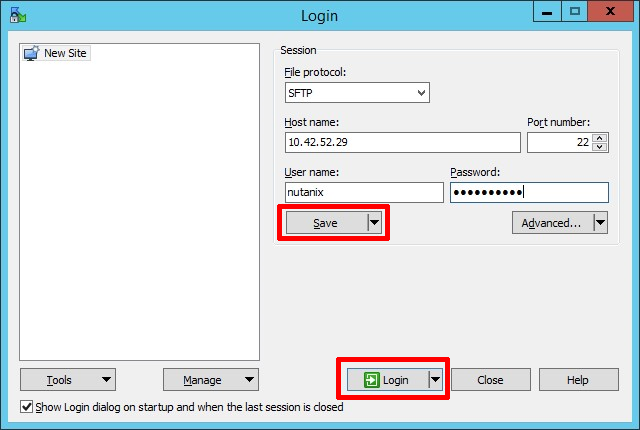 Login
New Site
Session
File protocol:
SFTP
Host name:
Port number:
10.42.52.29
22
User name:
Password:
nutanix
●●●●●●●●●●
Save
Advanced...
Tools
Manage
Login
Close
Help
Show Login dialog on startup and when the last session is closed